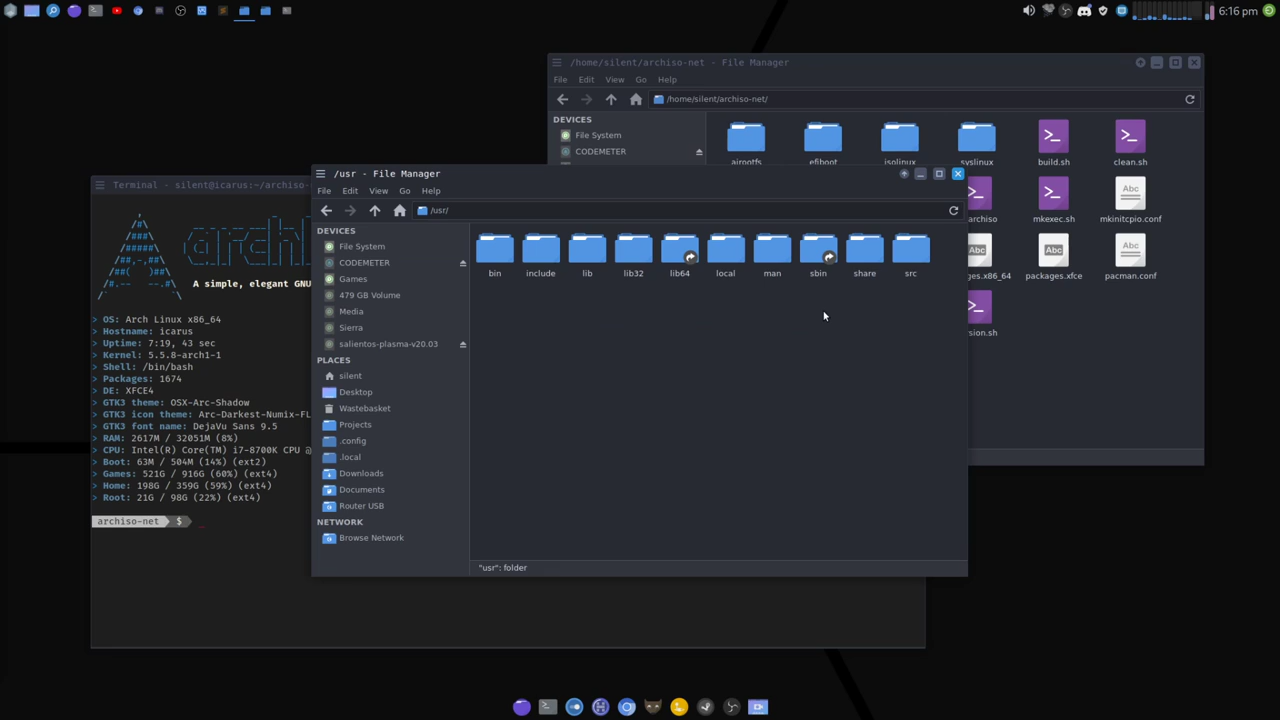 6:16 pm
/home/silent/archiso-net - File Manager
File Edit View Go Help
/home/silent/archiso-net/
DEVICES
File System
CODEMETER
airootfs efiboot isolinux syslinux build.sh clean.sh
mkexec.sh mkinitcpio.conf
packages.xfce pacman.conf
Terminal - silent@icarus:~/archiso-
A simple, elegant GNU
> OS: Arch Linux x86_64
> Hostname: icarus
> Uptime: 7:19, 43 sec
> Kernel: 5.5.8-arch1-1
> Shell: /bin/bash
> Packages: 1674
> DE: XFCE4
> GTK3 theme: OSX-Arc-Shadow
> GTK3 icon theme: Arc-Darkest-Numix-FL
> GTK3 font name: DejaVu Sans 9.5
> RAM: 2617M / 32051M (8%)
> CPU: Intel(R) Core(TM) i7-8700K CPU @
> Boot: 63M / 504M (14%) (ext2)
> Games: 521G / 916G (60%) (ext4)
> Home: 198G / 359G (59%) (ext4)
> Root: 21G / 98G (22%) (ext4)
archiso-net $
/usr - File Manager
File Edit View Go Help
/usr/
DEVICES
File System
CODEMETER
Games
479 GB Volume
Media
Sierra
salientos-plasma-v20.03
PLACES
silent
Desktop
Wastebasket
Projects
.config
.local
Downloads
Documents
Router USB
NETWORK
Browse Network
bin include lib lib32 lib64 local man sbin share src
"usr": folder